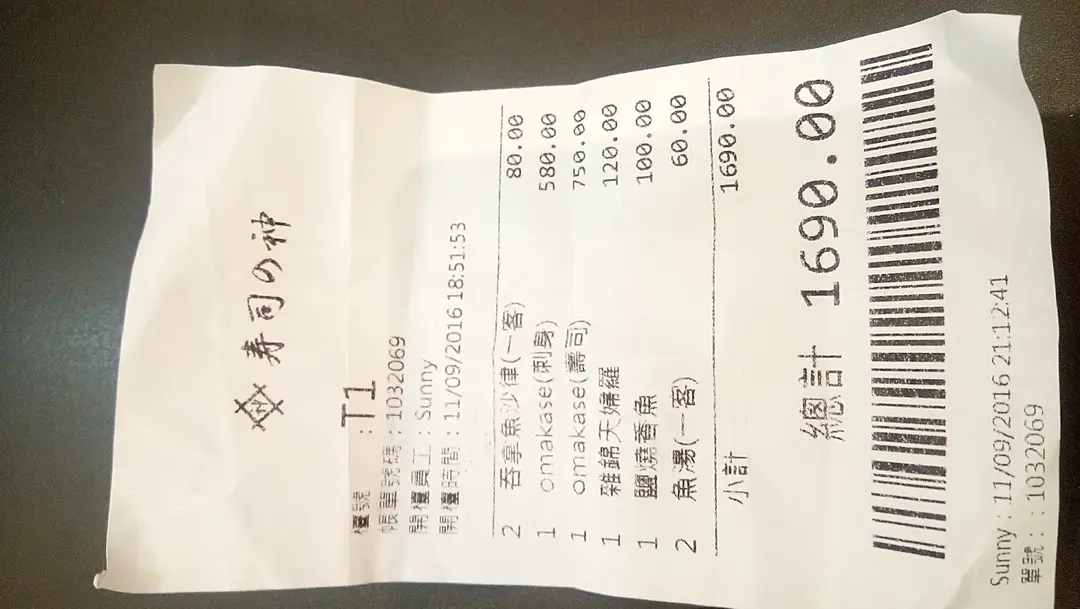 寿司の神
檯號 : T1
帳單號碼 : 1032069
開檯員工 : Sunny
開檯時間 : 11/09/2016 18:51:53
2 吞拿魚沙律(一客) 80.00
1 omakase(刺身) 580.00
1 omakase(壽司) 750.00
1 雜錦天婦羅 120.00
1 鹽燒香魚 100.00
2 魚湯(一客) 60.00
小計 1690.00
總計 1690.00
Sunny : 11/09/2016 21:12:41
單號 : : 1032069